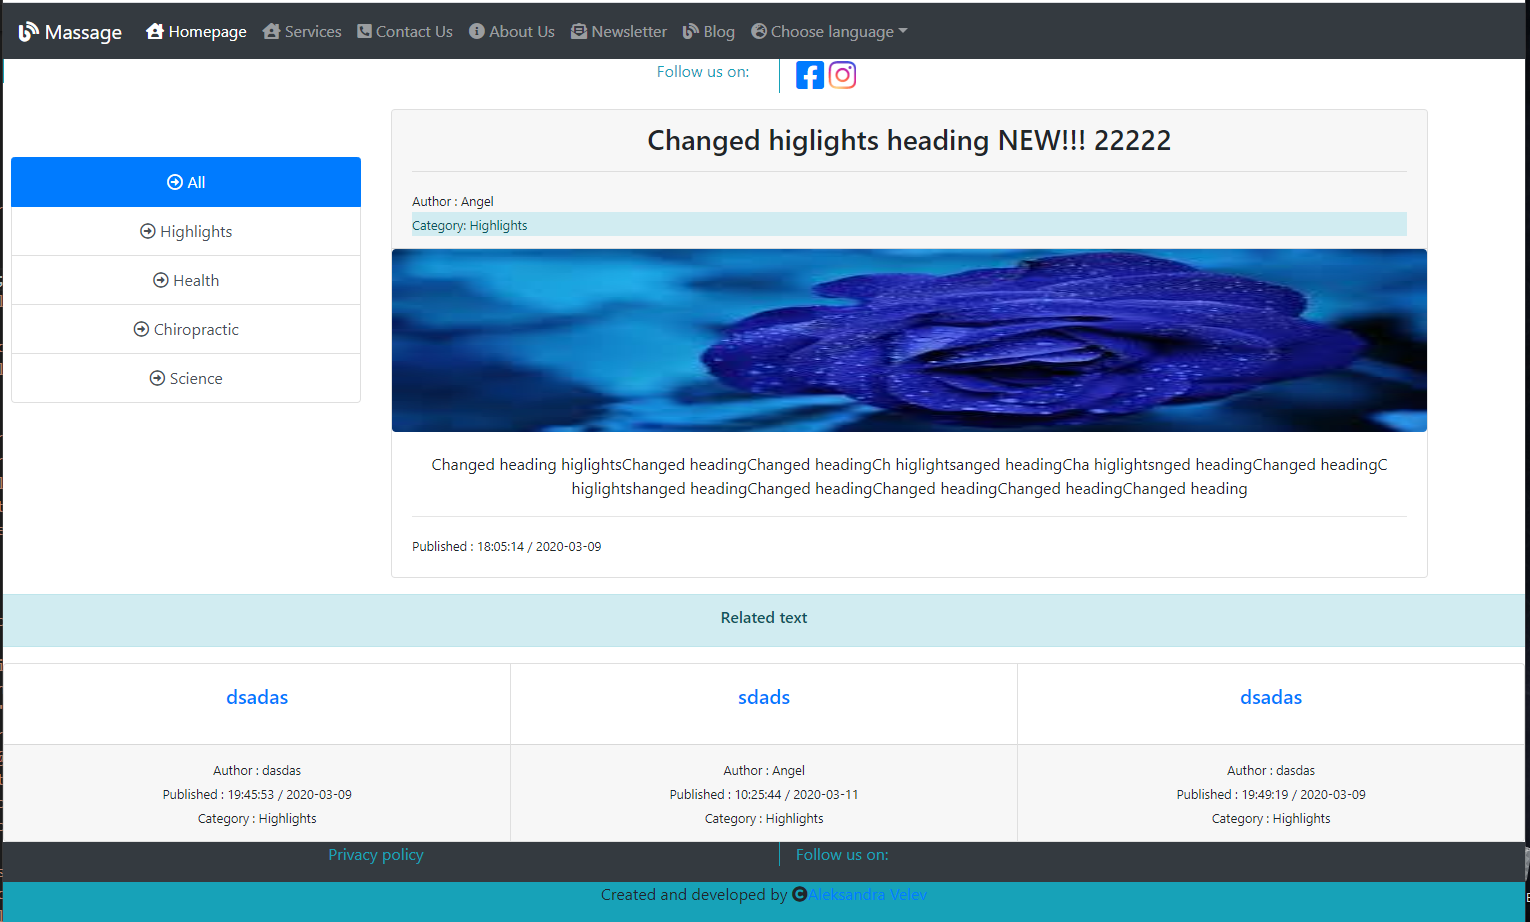 Massage Homepage Services Contact Us About Us Newsletter Blog Choose language
Follow us on:
Changed higlights heading NEW!!! 22222
Author : Angel
Category: Highlights
All
Highlights
Health
Chiropractic
Science
Changed heading higlightsChanged headingChanged headingCh higlightsanged headingCha higlightsnged headingChanged headingC
higlightshanged headingChanged headingChanged headingChanged headingChanged heading
Published : 18:05:14 / 2020-03-09
Related text
dsadas
Author : dasdas
Published : 19:45:53 / 2020-03-09
Category : Highlights
sdads
Author : Angel
Published : 10:25:44 / 2020-03-11
Category : Highlights
dsadas
Author : dasdas
Published : 19:49:19 / 2020-03-09
Category : Highlights
Privacy policy
Follow us on:
Created and developed by Aleksandra Velev